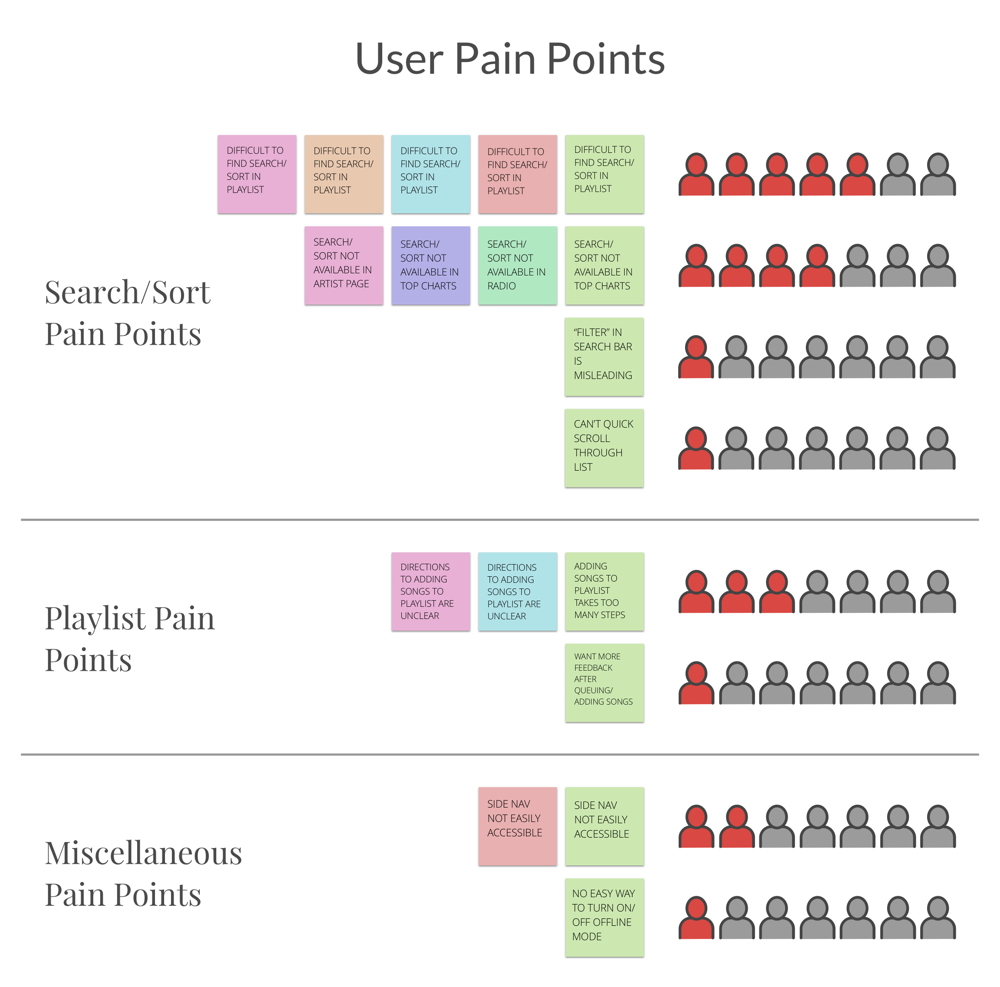 User Pain Points
DIFFICULT TO
FIND SEARCH/
SORT IN
PLAYLIST
DIFFICULT TO
FIND SEARCH/
SORT IN
PLAYLIST
DIFFICULT TO
FIND SEARCH/
SORT IN
PLAYLIST
DIFFICULT TO
FIND SEARCH/
SORT IN
PLAYLIST
DIFFICULT TO
FIND SEARCH/
SORT IN
PLAYLIST
Search/Sort
Pain Points
SEARCH/
SORT NOT
AVAILABLE IN
ARTIST PAGE
SEARCH/
SORT NOT
AVAILABLE IN
TOP CHARTS
SEARCH/
SORT NOT
AVAILABLE IN
RADIO
SEARCH/
SORT NOT
AVAILABLE IN
TOP CHARTS
"FILTER" IN
SEARCH BAR
IS
MISLEADING
CAN'T QUICK
SCROLL
THROUGH
LIST
Playlist Pain
Points
DIRECTIONS
TO ADDING
SONGS TO
PLAYLIST ARE
UNCLEAR
DIRECTIONS
TO ADDING
SONGS TO
PLAYLIST ARE
UNCLEAR
ADDING
SONGS TO
PLAYLIST
TAKES TOO
MANY STEPS
WANT MORE
FEEDBACK
AFTER
QUEUING/
ADDING SONGS
Miscellaneous
Pain Points
SIDE NAV
NOT EASILY
ACCESSIBLE
SIDE NAV
NOT EASILY
ACCESSIBLE
NO EASY WAY
TO TURN ON/
OFF OFFLINE
MODE